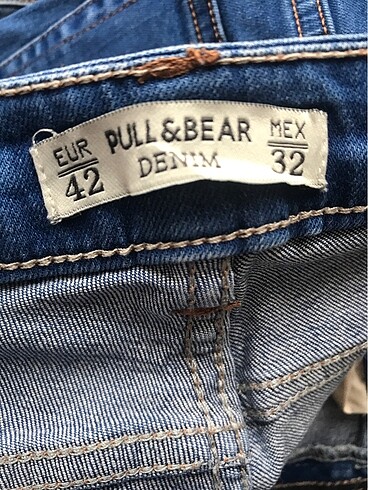 EUR
42
PULL&BEAR
DENIM
MEX
32